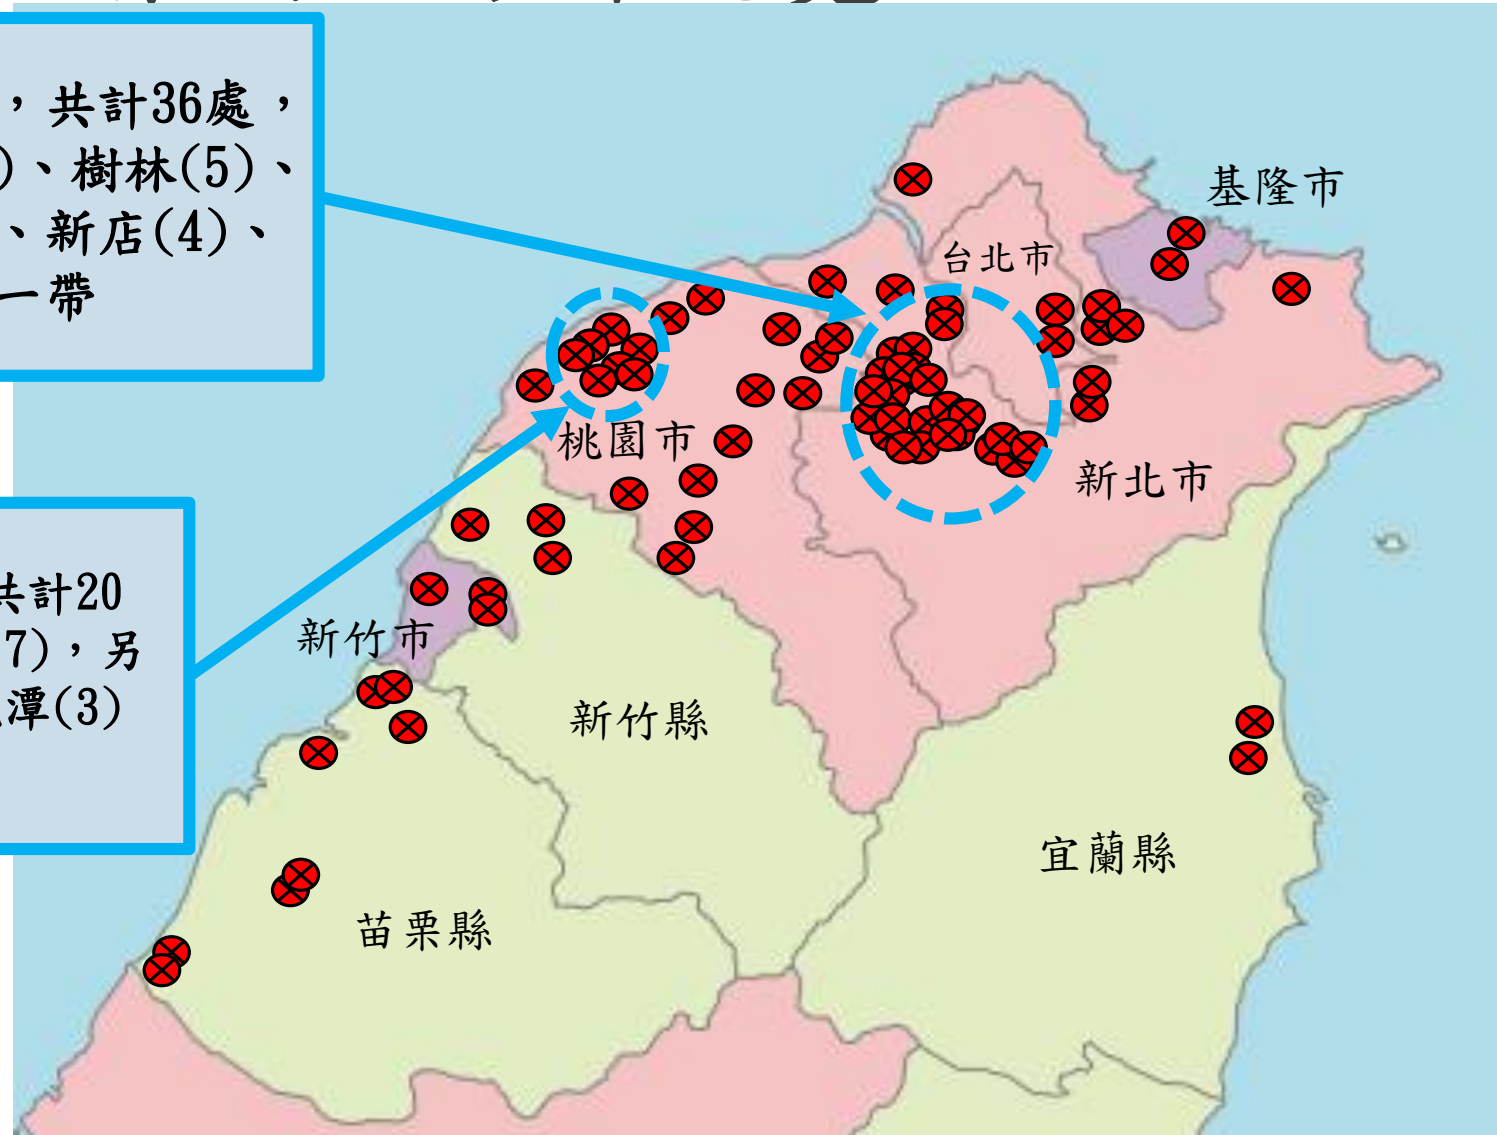 ,共計36處,
)、樹林(5)、
、新店(4)、
一帶
共計20
7),另
潭(3)
基隆市
台北市
桃園市
新北市
新竹市
新竹縣
宜蘭縣
苗栗縣